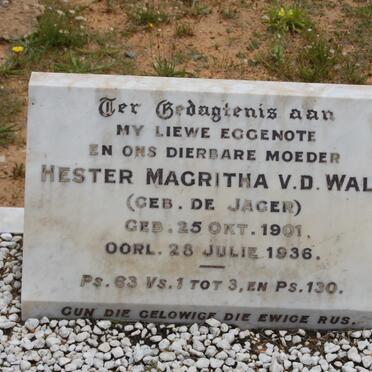 Ter Gedagtenis aan
MY LIEWE EGGENOTE
EN ONS DIERBARE MOEDER
HESTER MAGRITHA V.D. WAL
(GEB. DE JAGER)
GEB. 25 OKT. 1901.
OORL. 28 JULIE 1936.
PS. 63 VS. 1 TOT 3, EN PS. 130.
GUN DIE GELOWIGE DIE EWIGE RUS.